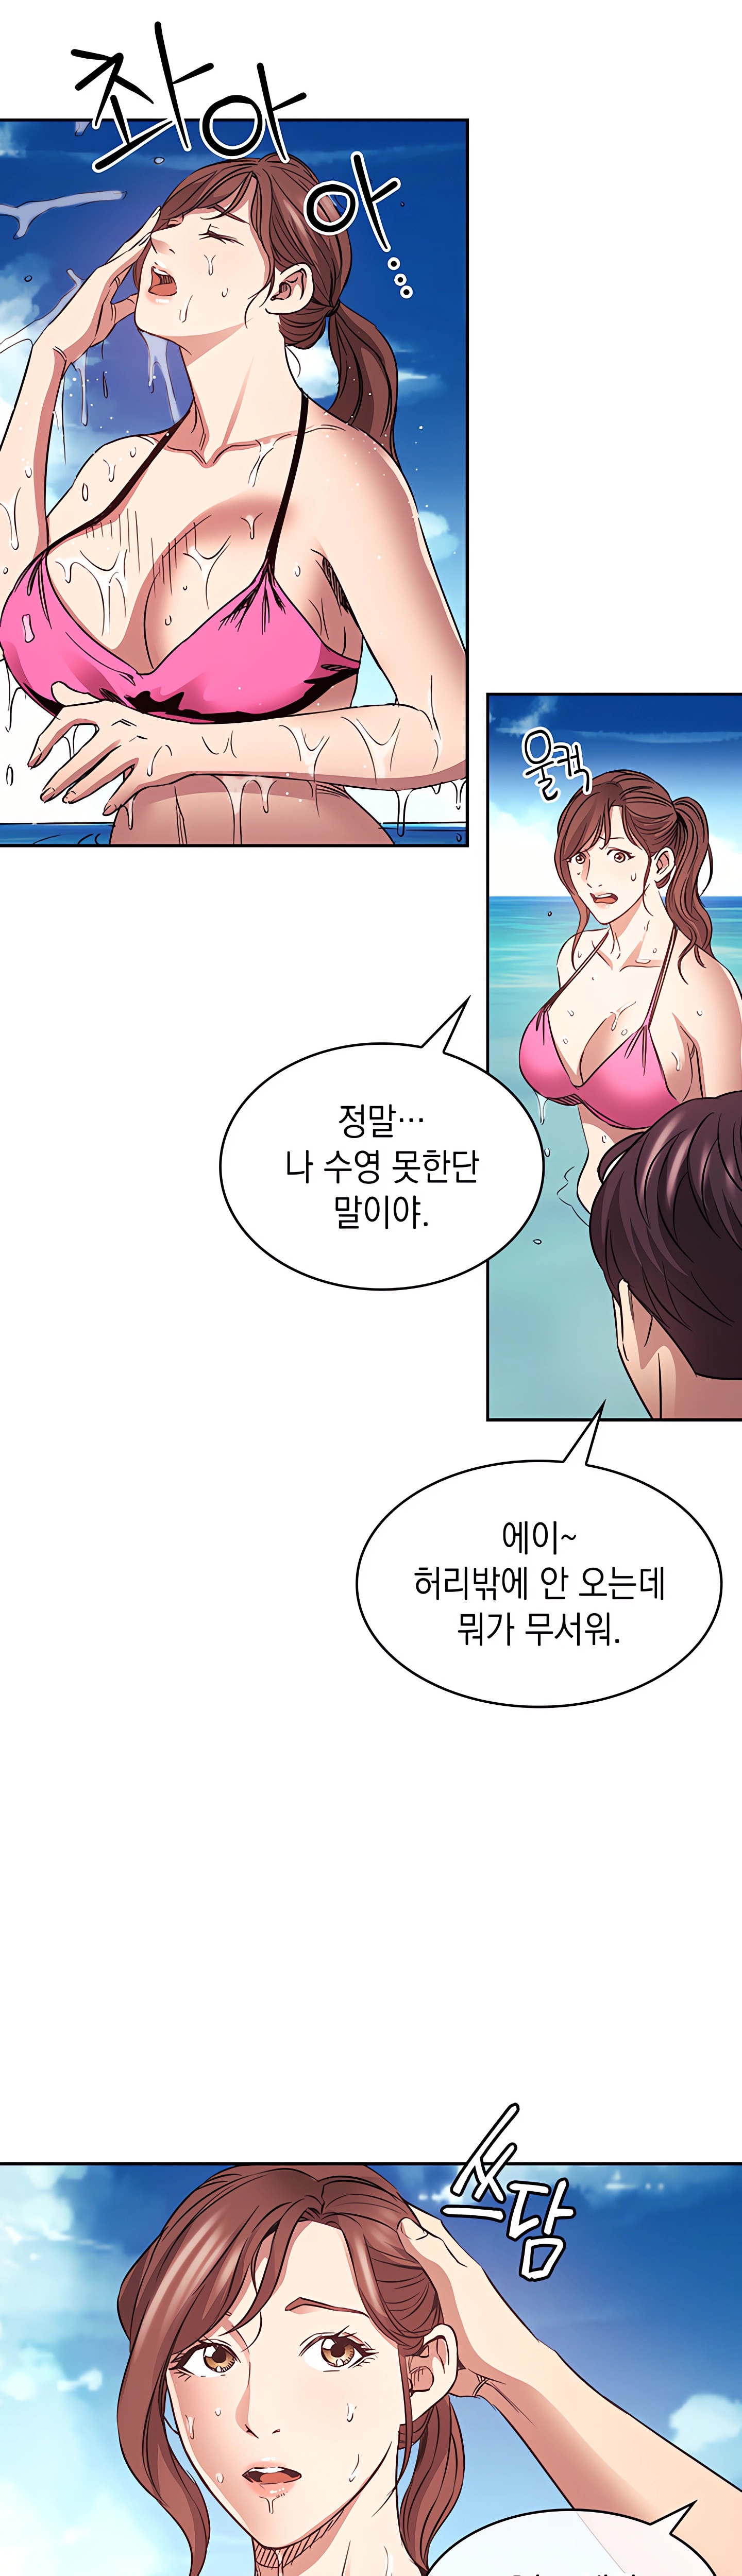 좌아
아...
울컥
정말…
나 수영 못한단
말이야.
에이~
허리밖에 안 오는데
뭐가 무서워.
쓰담